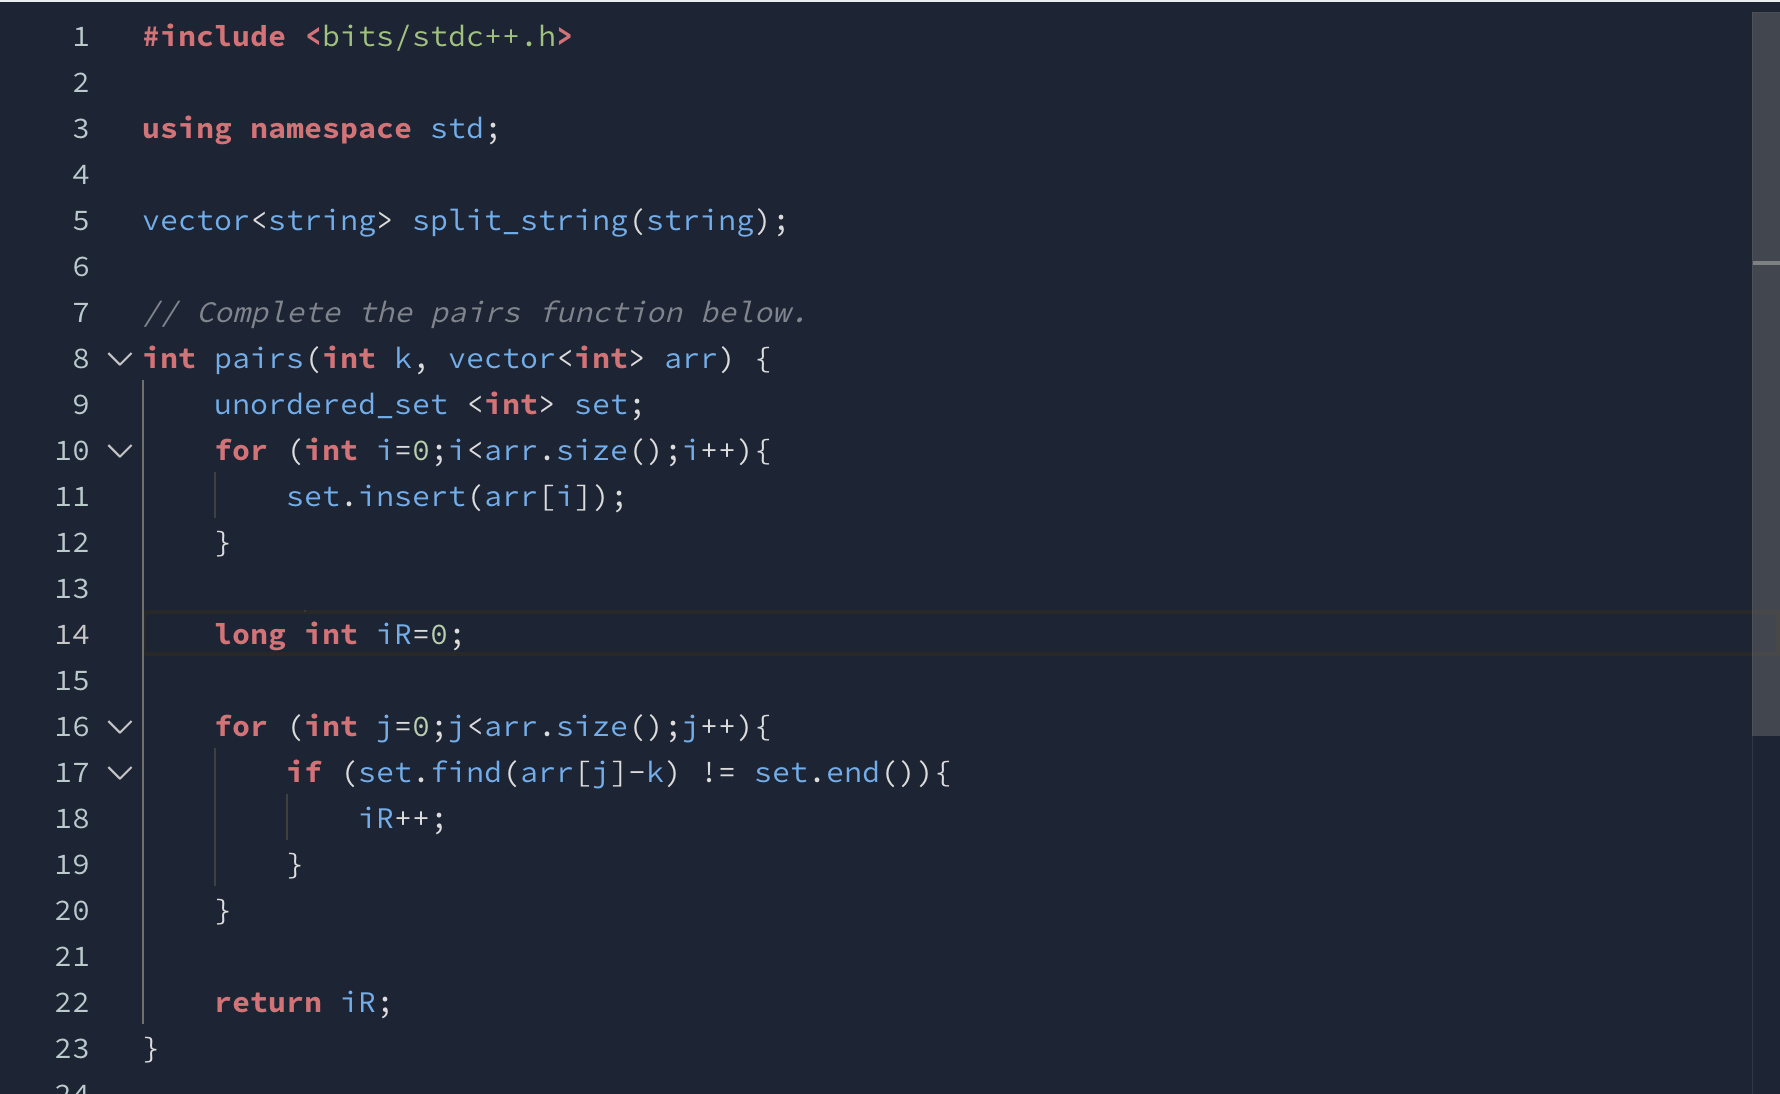 1 #include <bits/stdc++.h>
2
3 using namespace std;
4
5 vector<string> split_string(string);
6
7 // Complete the pairs function below.
8 int pairs(int k, vector<int> arr) {
9     unordered_set <int> set;
10     for (int i=0;i<arr.size();i++){
11         set.insert(arr[i]);
12     }
13
14     long int iR=0;
15
16     for (int j=0;j<arr.size();j++){
17         if (set.find(arr[j]-k) != set.end()){
18             iR++;
19         }
20     }
21
22     return iR;
23 }
24